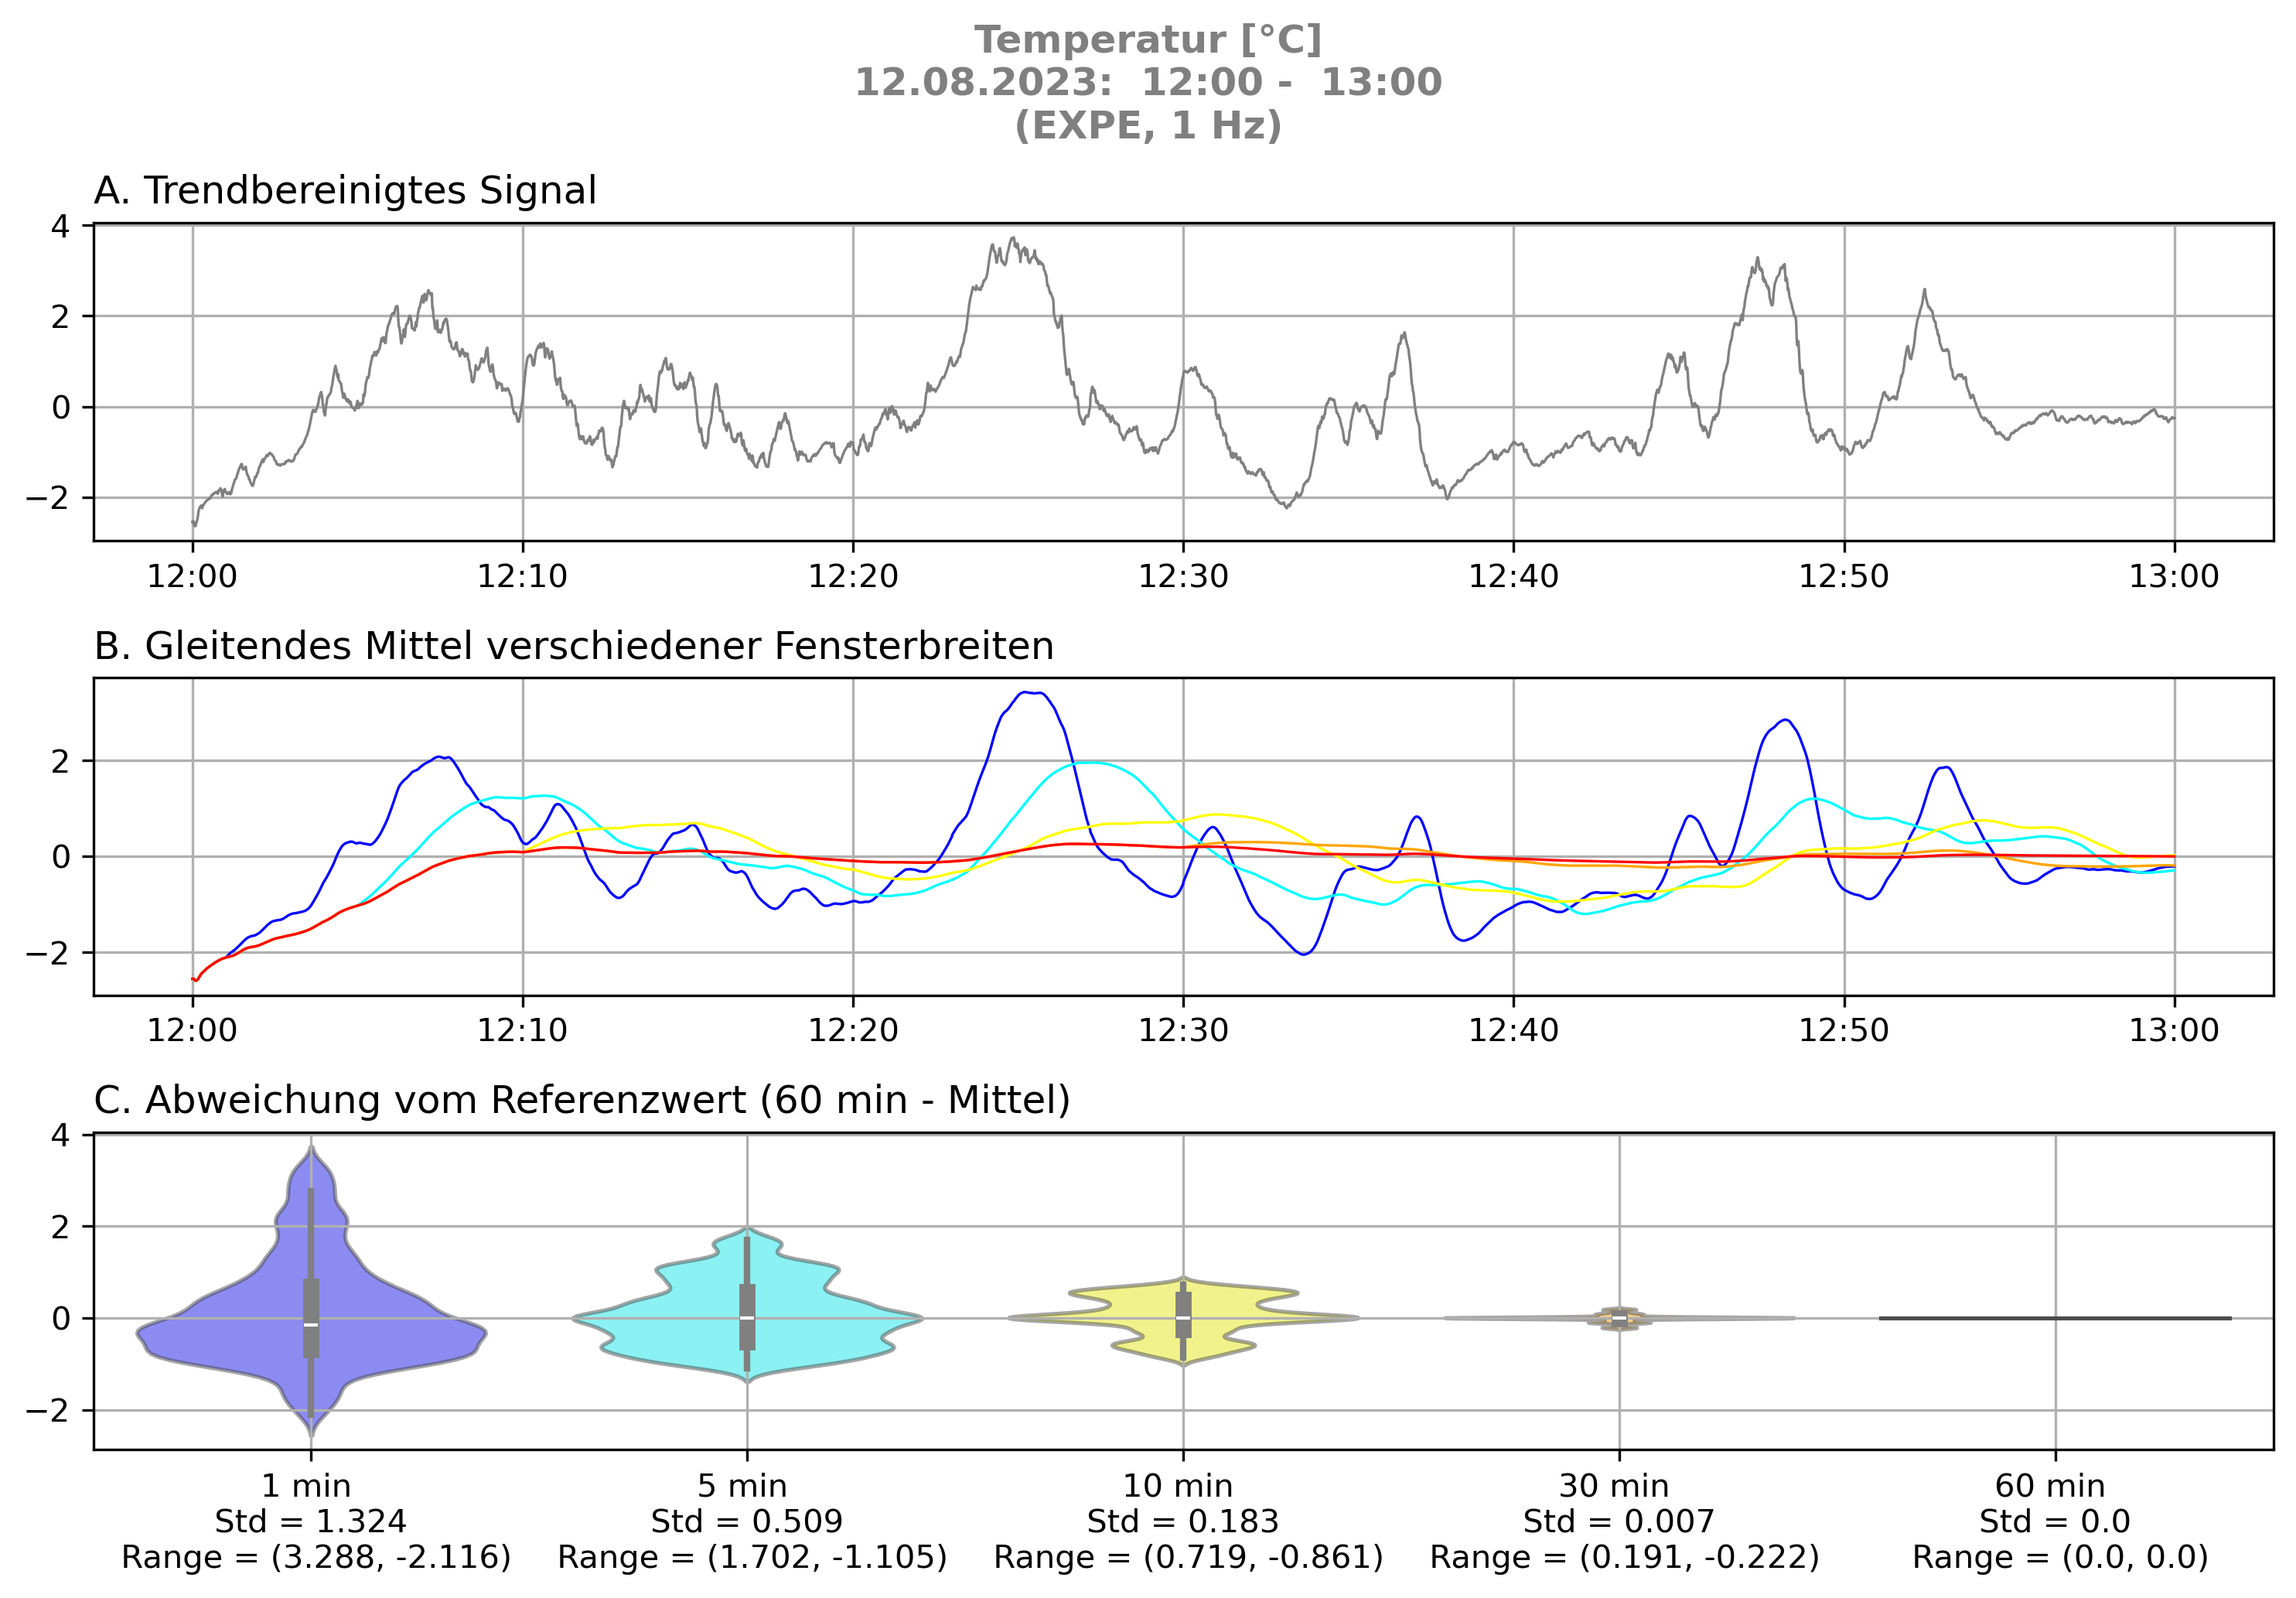 Temperatur [°C]
12.08.2023:  12:00 -  13:00
(EXPE, 1 Hz)
A. Trendbereinigtes Signal
4
2
0
−2
12:00 12:10 12:20 12:30 12:40 12:50 13:00
B. Gleitendes Mittel verschiedener Fensterbreiten
2
0
−2
12:00 12:10 12:20 12:30 12:40 12:50 13:00
C. Abweichung vom Referenzwert (60 min - Mittel)
4
2
0
−2
1 min 5 min 10 min 30 min 60 min
Std = 1.324 Std = 0.509 Std = 0.183 Std = 0.007 Std = 0.0
Range = (3.288, -2.116) Range = (1.702, -1.105) Range = (0.719, -0.861) Range = (0.191, -0.222) Range = (0.0, 0.0)